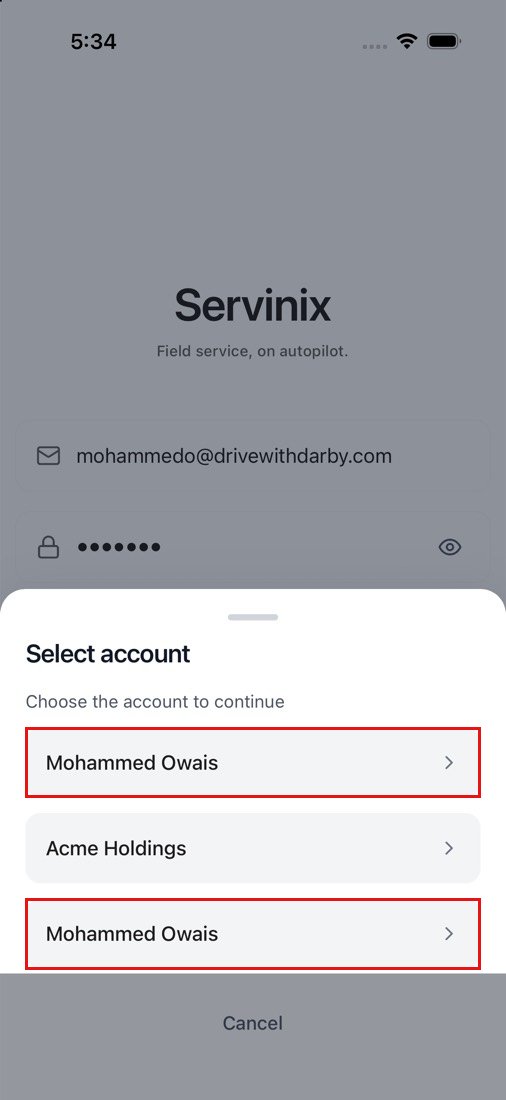 5:34
Servinix
Field service, on autopilot.
mohammedo@drivewithdarby.com
Select account
Choose the account to continue
Mohammed Owais
Acme Holdings
Mohammed Owais
Cancel